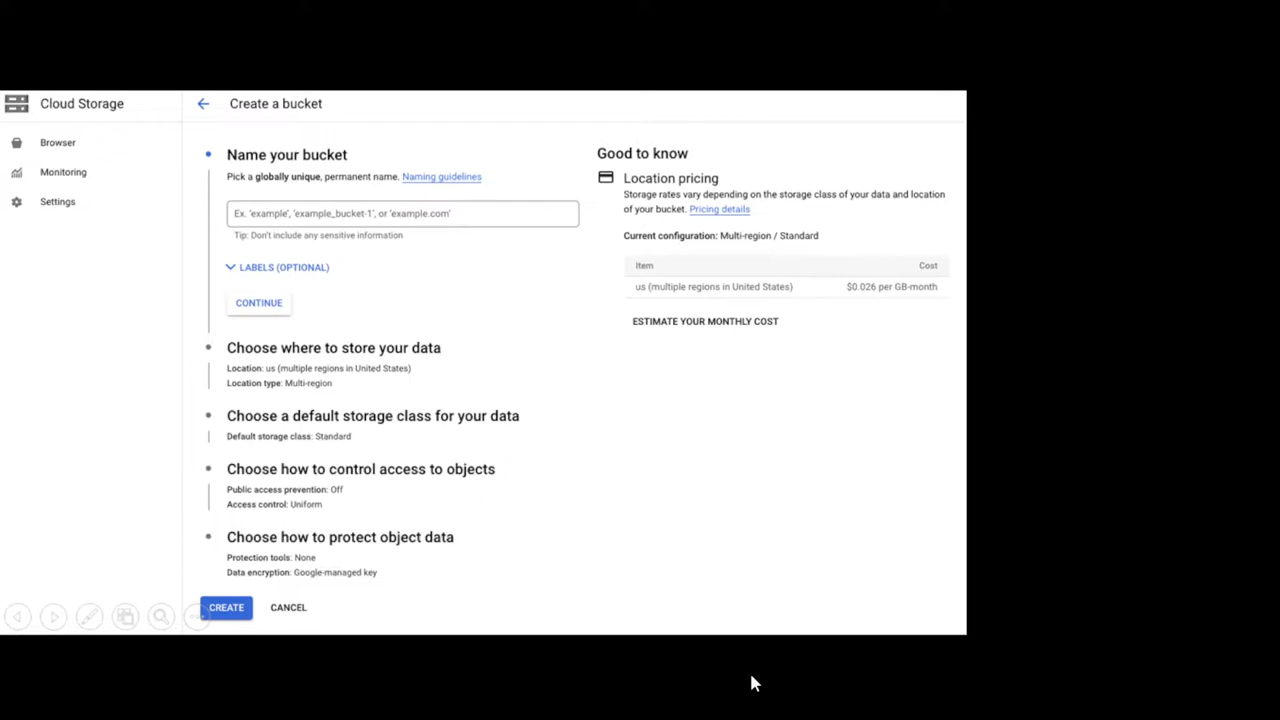 Cloud Storage
Browser
Monitoring
Settings
Create a bucket
Name your bucket
Pick a globally unique, permanent name. Naming guidelines
Ex. 'example', 'example_bucket-1', or 'example.com'
Tip: Don't include any sensitive information
LABELS (OPTIONAL)
CONTINUE
Choose where to store your data
Location: us (multiple regions in United States)
Location type: Multi-region
Choose a default storage class for your data
Default storage class: Standard
Choose how to control access to objects
Public access prevention: Off
Access control: Uniform
Choose how to protect object data
Protection tools: None
Data encryption: Google-managed key
CREATE CANCEL
Good to know
Location pricing
Storage rates vary depending on the storage class of your data and location
of your bucket. Pricing details
Current configuration: Multi-region / Standard
Item Cost
us (multiple regions in United States) $0.026 per GB-month
ESTIMATE YOUR MONTHLY COST